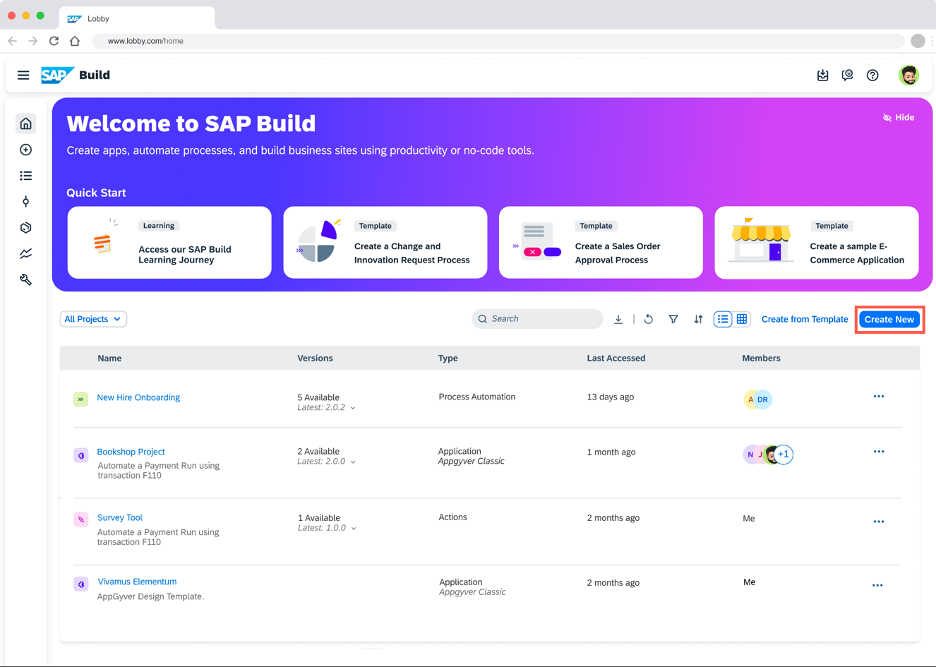 SAP Lobby
www.lobby.com/home
SAP Build
Welcome to SAP Build
Hide
Create apps, automate processes, and build business sites using productivity or no-code tools.
Quick Start
Learning
Access our SAP Build
Learning Journey
Template
Create a Change and
Innovation Request Process
Template
Create a Sales Order
Approval Process
Template
Create a sample E-
Commerce Application
All Projects
Search
Create from Template
Create New
Name Versions Type Last Accessed Members
New Hire Onboarding 5 Available Process Automation 13 days ago A DR
Latest: 2.0.2
Bookshop Project 2 Available Application 1 month ago N J +1
Latest: 2.0.0 Appgyver Classic
Automate a Payment Run using
transaction F110
Survey Tool 1 Available Actions 2 months ago Me
Latest: 1.0.0
Automate a Payment Run using
transaction F110
Vivamus Elementum Application 2 months ago Me
Appgyver Classic
AppGyver Design Template.